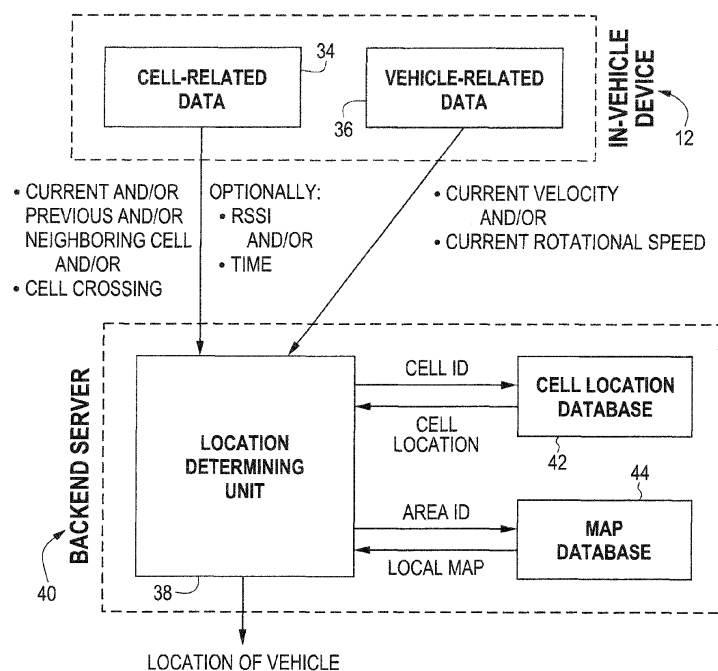 CELL-RELATED
DATA
34
VEHICLE-RELATED
DATA
36
IN-VEHICLE
DEVICE
12
• CURRENT AND/OR
PREVIOUS AND/OR
NEIGHBORING CELL
AND/OR
• CELL CROSSING
OPTIONALLY:
• RSSI
AND/OR
• TIME
• CURRENT VELOCITY
AND/OR
• CURRENT ROTATIONAL SPEED
BACKEND SERVER
40
LOCATION
DETERMINING
UNIT
38
CELL ID
CELL
LOCATION
CELL LOCATION
DATABASE
42
AREA ID
LOCAL MAP
44
MAP
DATABASE
LOCATION OF VEHICLE